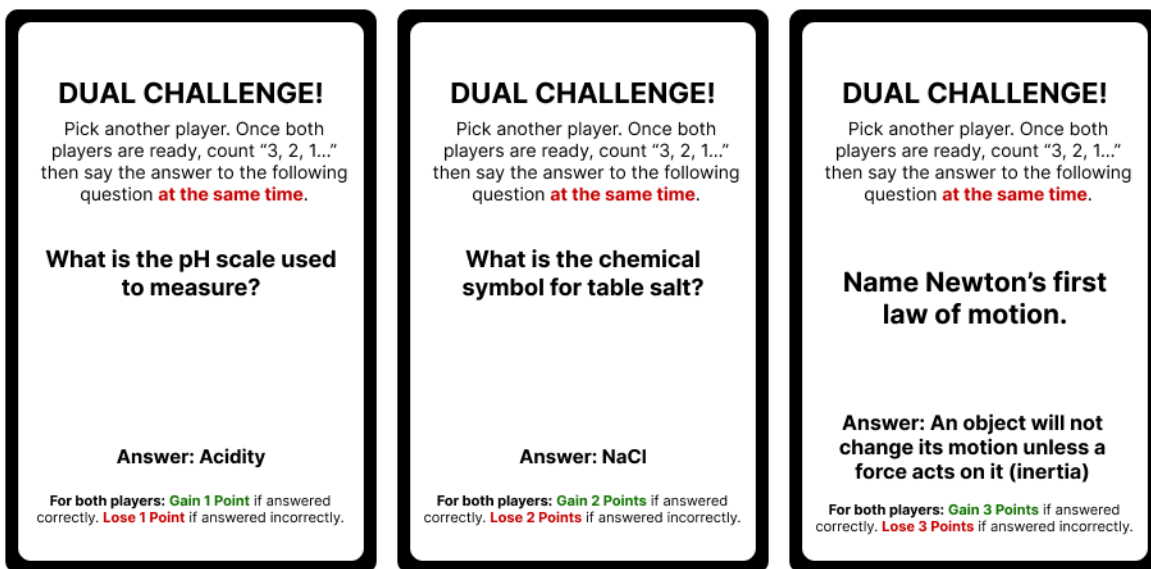 DUAL CHALLENGE!
Pick another player. Once both
players are ready, count “3, 2, 1...”
then say the answer to the following
question at the same time.
What is the pH scale used
to measure?
Answer: Acidity
For both players: Gain 1 Point if answered
correctly. Lose 1 Point if answered incorrectly.
DUAL CHALLENGE!
Pick another player. Once both
players are ready, count “3, 2, 1...”
then say the answer to the following
question at the same time.
What is the chemical
symbol for table salt?
Answer: NaCl
For both players: Gain 2 Points if answered
correctly. Lose 2 Points if answered incorrectly.
DUAL CHALLENGE!
Pick another player. Once both
players are ready, count “3, 2, 1...”
then say the answer to the following
question at the same time.
Name Newton’s first
law of motion.
Answer: An object will not
change its motion unless a
force acts on it (inertia)
For both players: Gain 3 Points if answered
correctly. Lose 3 Points if answered incorrectly.